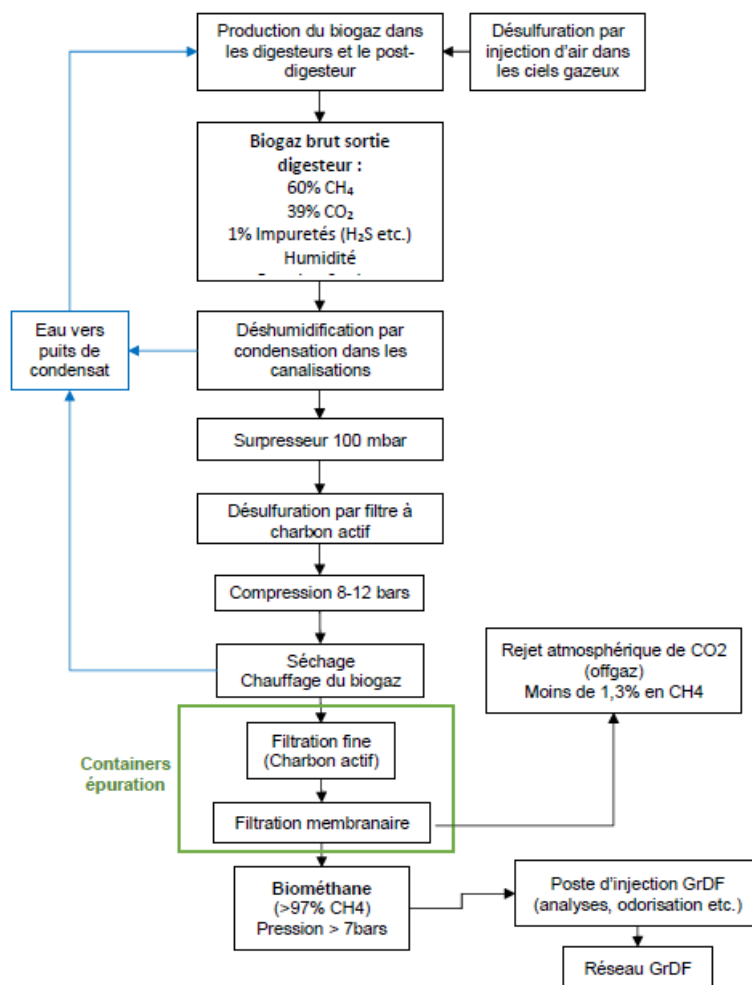 Production du biogaz dans
les digesteurs et le post-
digesteur
Désulfuration par
injection d'air dans
les ciels gazeux
Biogaz brut sortie
digesteur :
60% CH₄
39% CO₂
1% Impuretés (H₂S etc.)
Humidité
Eau vers
puits de
condensat
Déshumidification par
condensation dans les
canalisations
Surpresseur 100 mbar
Désulfuration par filtre à
charbon actif
Compression 8-12 bars
Séchage
Chauffage du biogaz
Rejet atmosphérique de CO2
(offgaz)
Moins de 1,3% en CH4
Containers
épuration
Filtration fine
(Charbon actif)
Filtration membranaire
Biométhane
(>97% CH4)
Pression > 7bars
Poste d'injection GrDF
(analyses, odorisation etc.)
Réseau GrDF